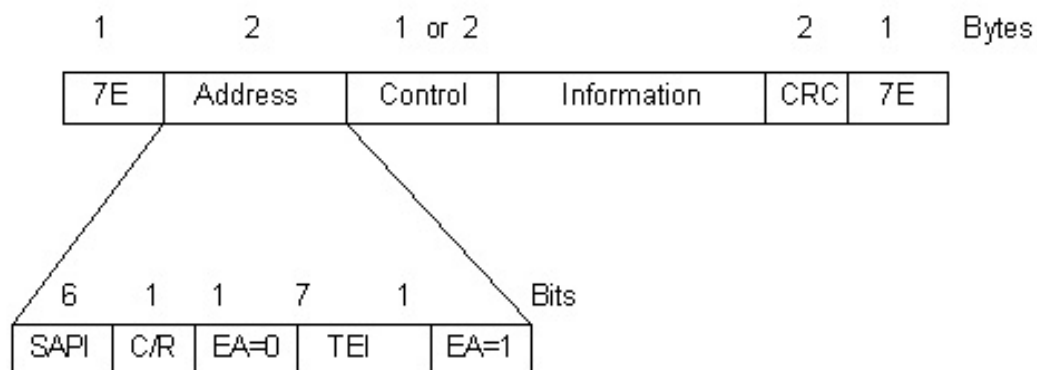 1 2 1 or 2 2 1 Bytes
7E Address Control Information CRC 7E
6 1 1 7 1 Bits
SAPI C/R EA=0 TEI EA=1